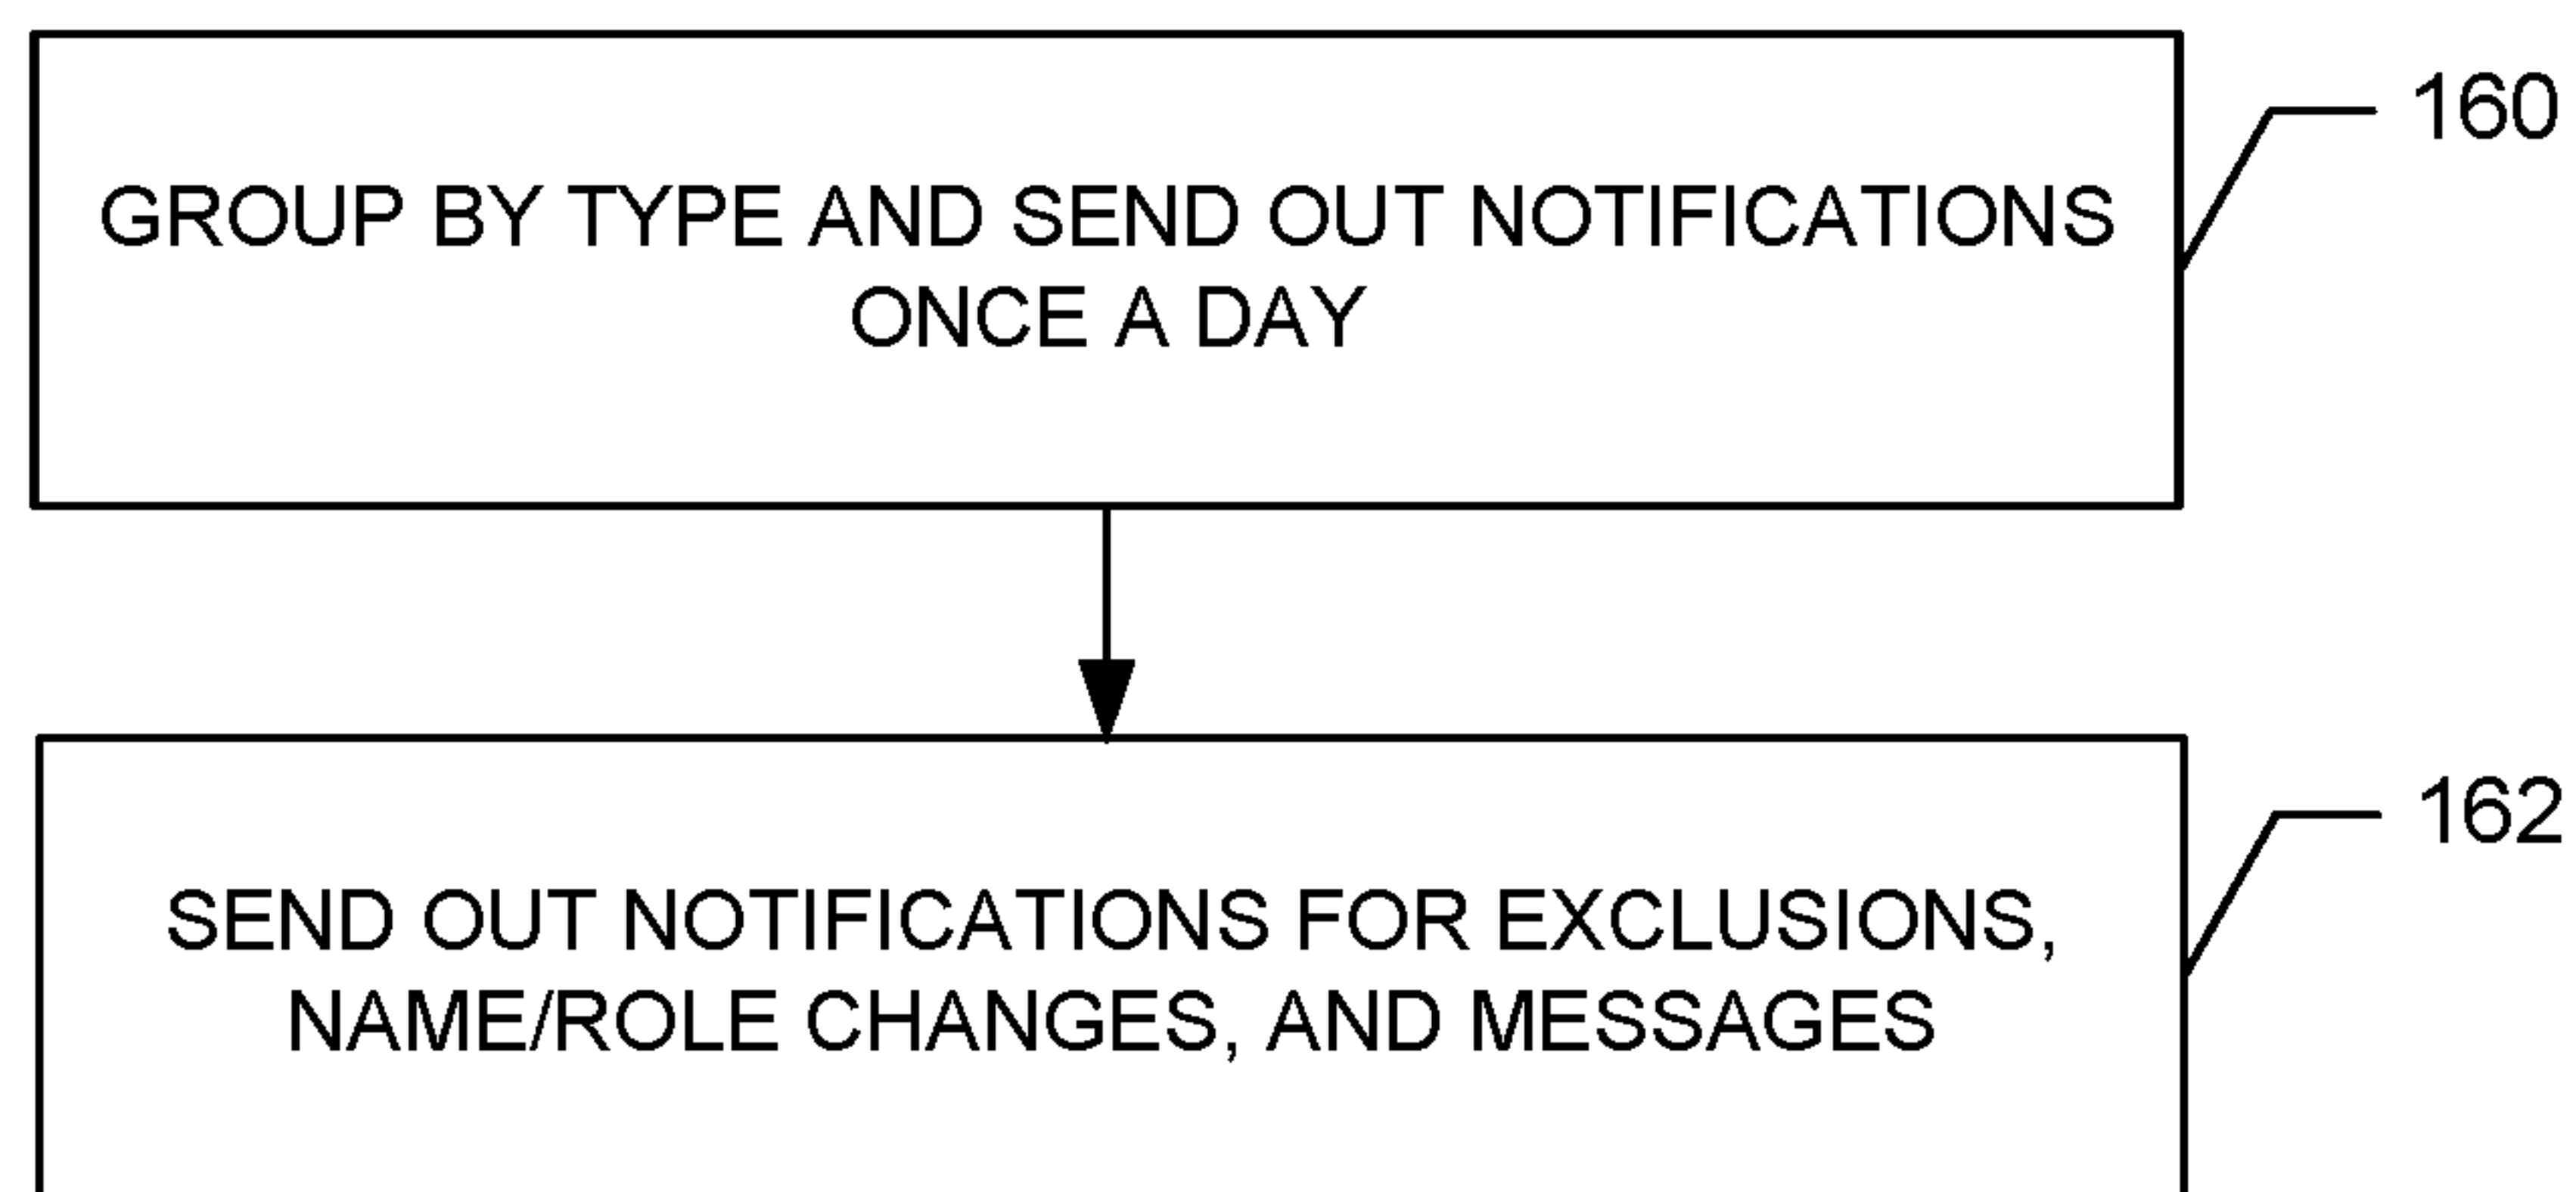 160
GROUP BY TYPE AND SEND OUT NOTIFICATIONS
ONCE A DAY
162
SEND OUT NOTIFICATIONS FOR EXCLUSIONS,
NAME/ROLE CHANGES, AND MESSAGES